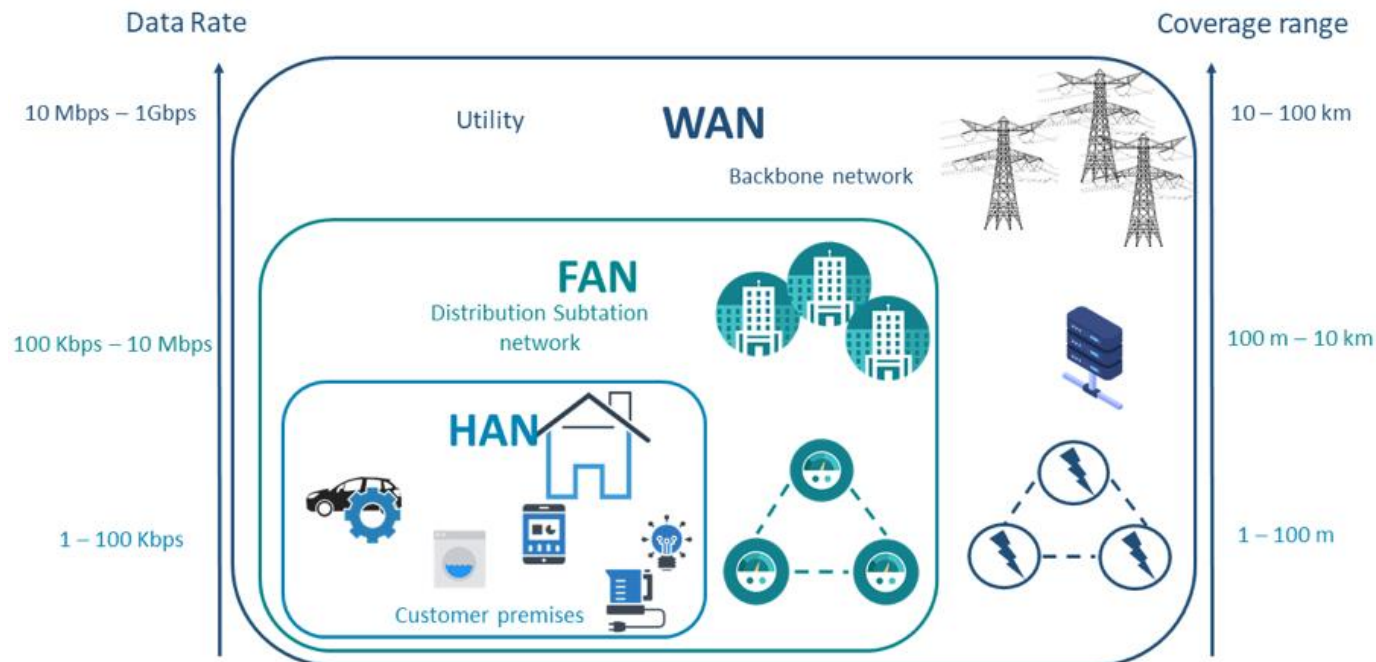 Data Rate
Coverage range
10 Mbps – 1Gbps
Utility
WAN
10 – 100 km
Backbone network
FAN
Distribution Subtation
network
100 Kbps – 10 Mbps
100 m – 10 km
HAN
1 – 100 Kbps
1 – 100 m
Customer premises